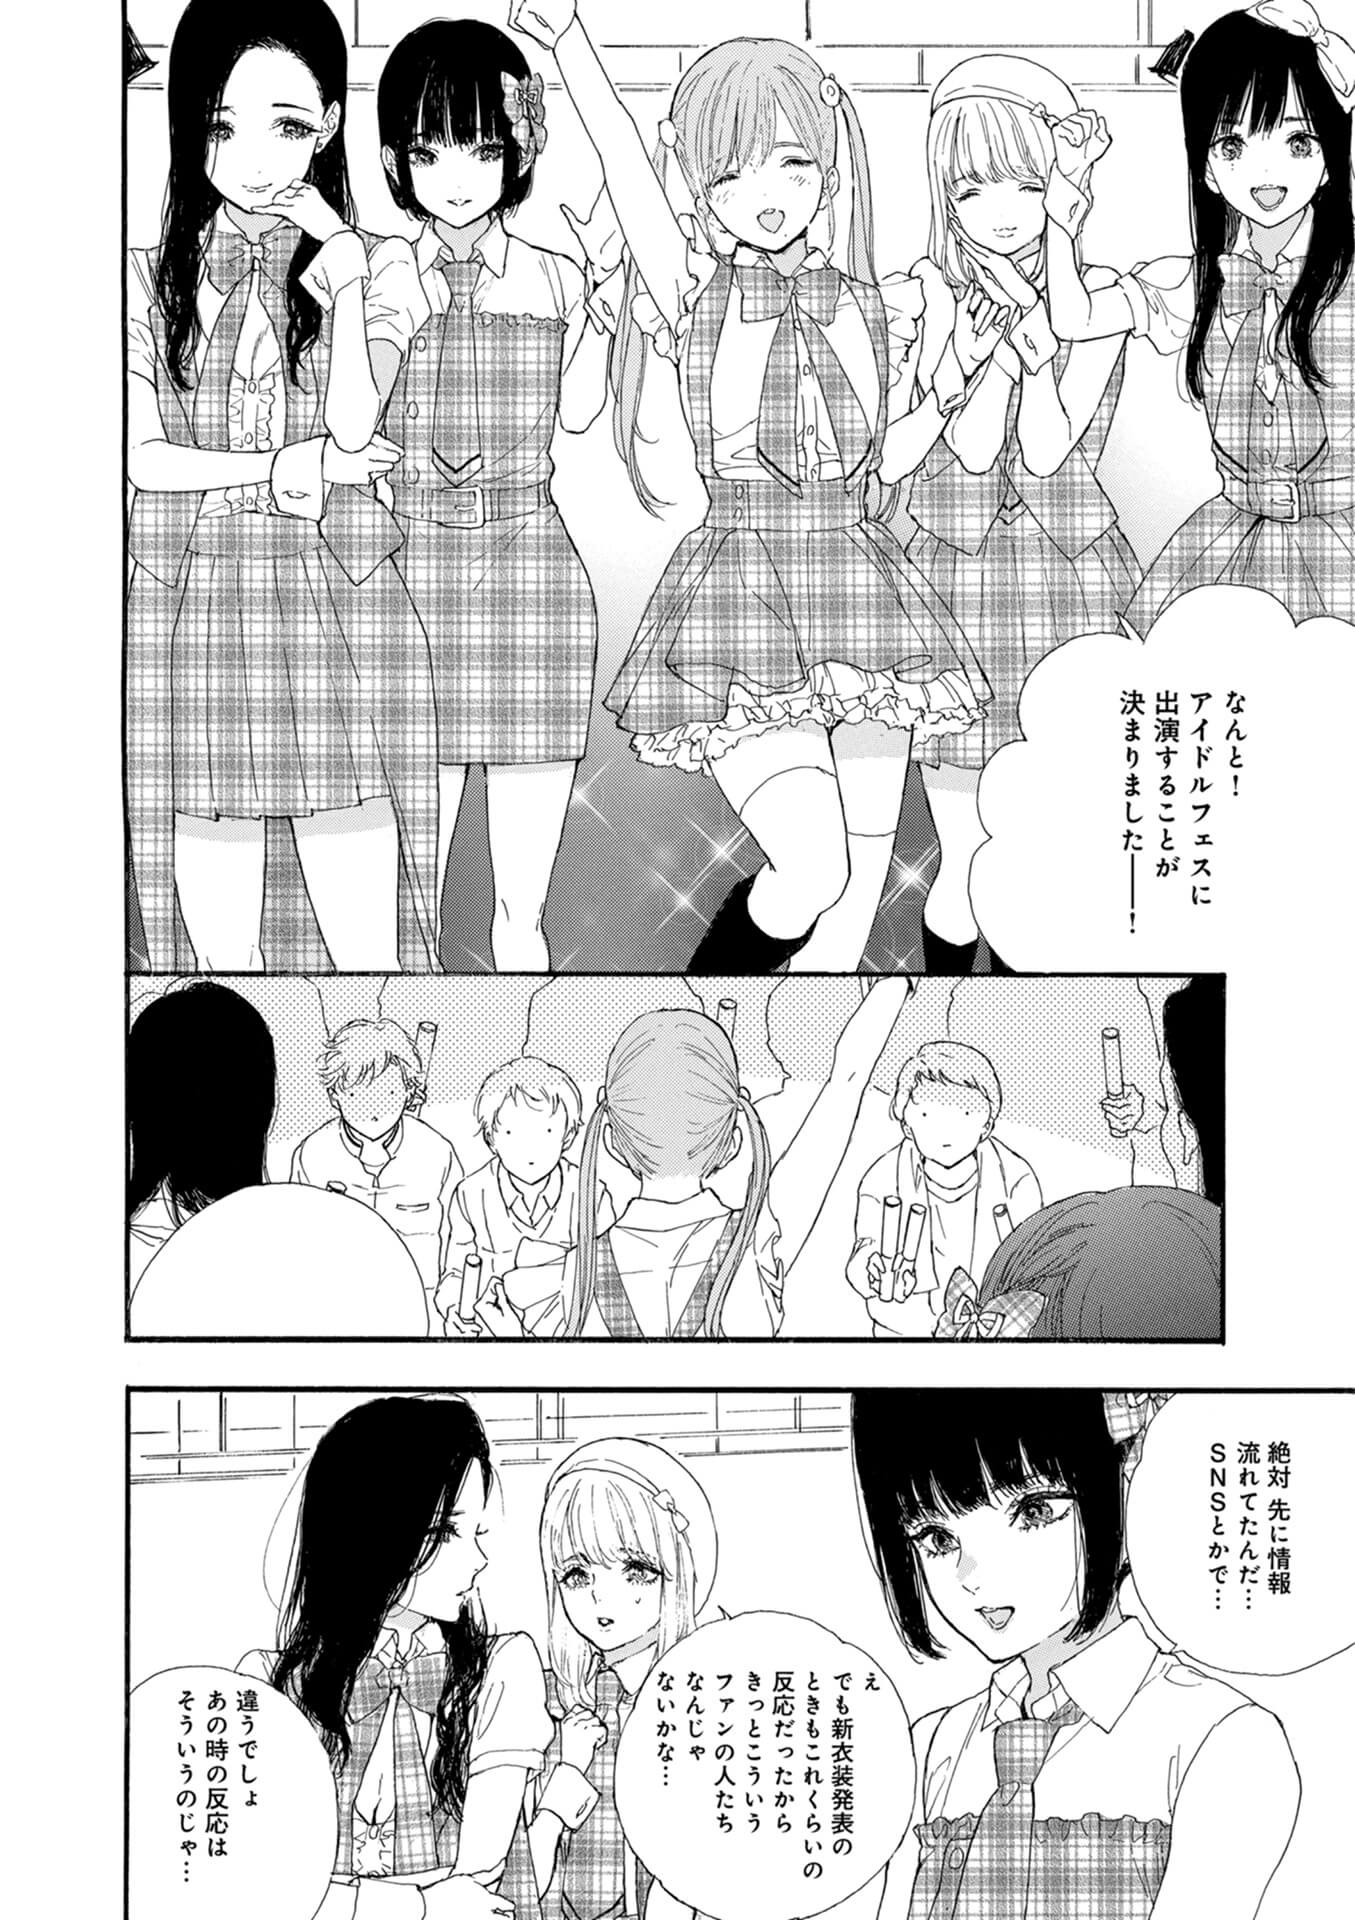 なんと!
アイドルフェスに
出演することが
決まりました――!
絶対 先に情報
流れてたんだ…
SNSとかで…
え
でも新衣装発表の
ときもこれくらいの
反応だったから
きっとこういう
ファンの人たち
なんじゃ
ないかな…
違うでしょ
あの時の反応は
そういうのじゃ…